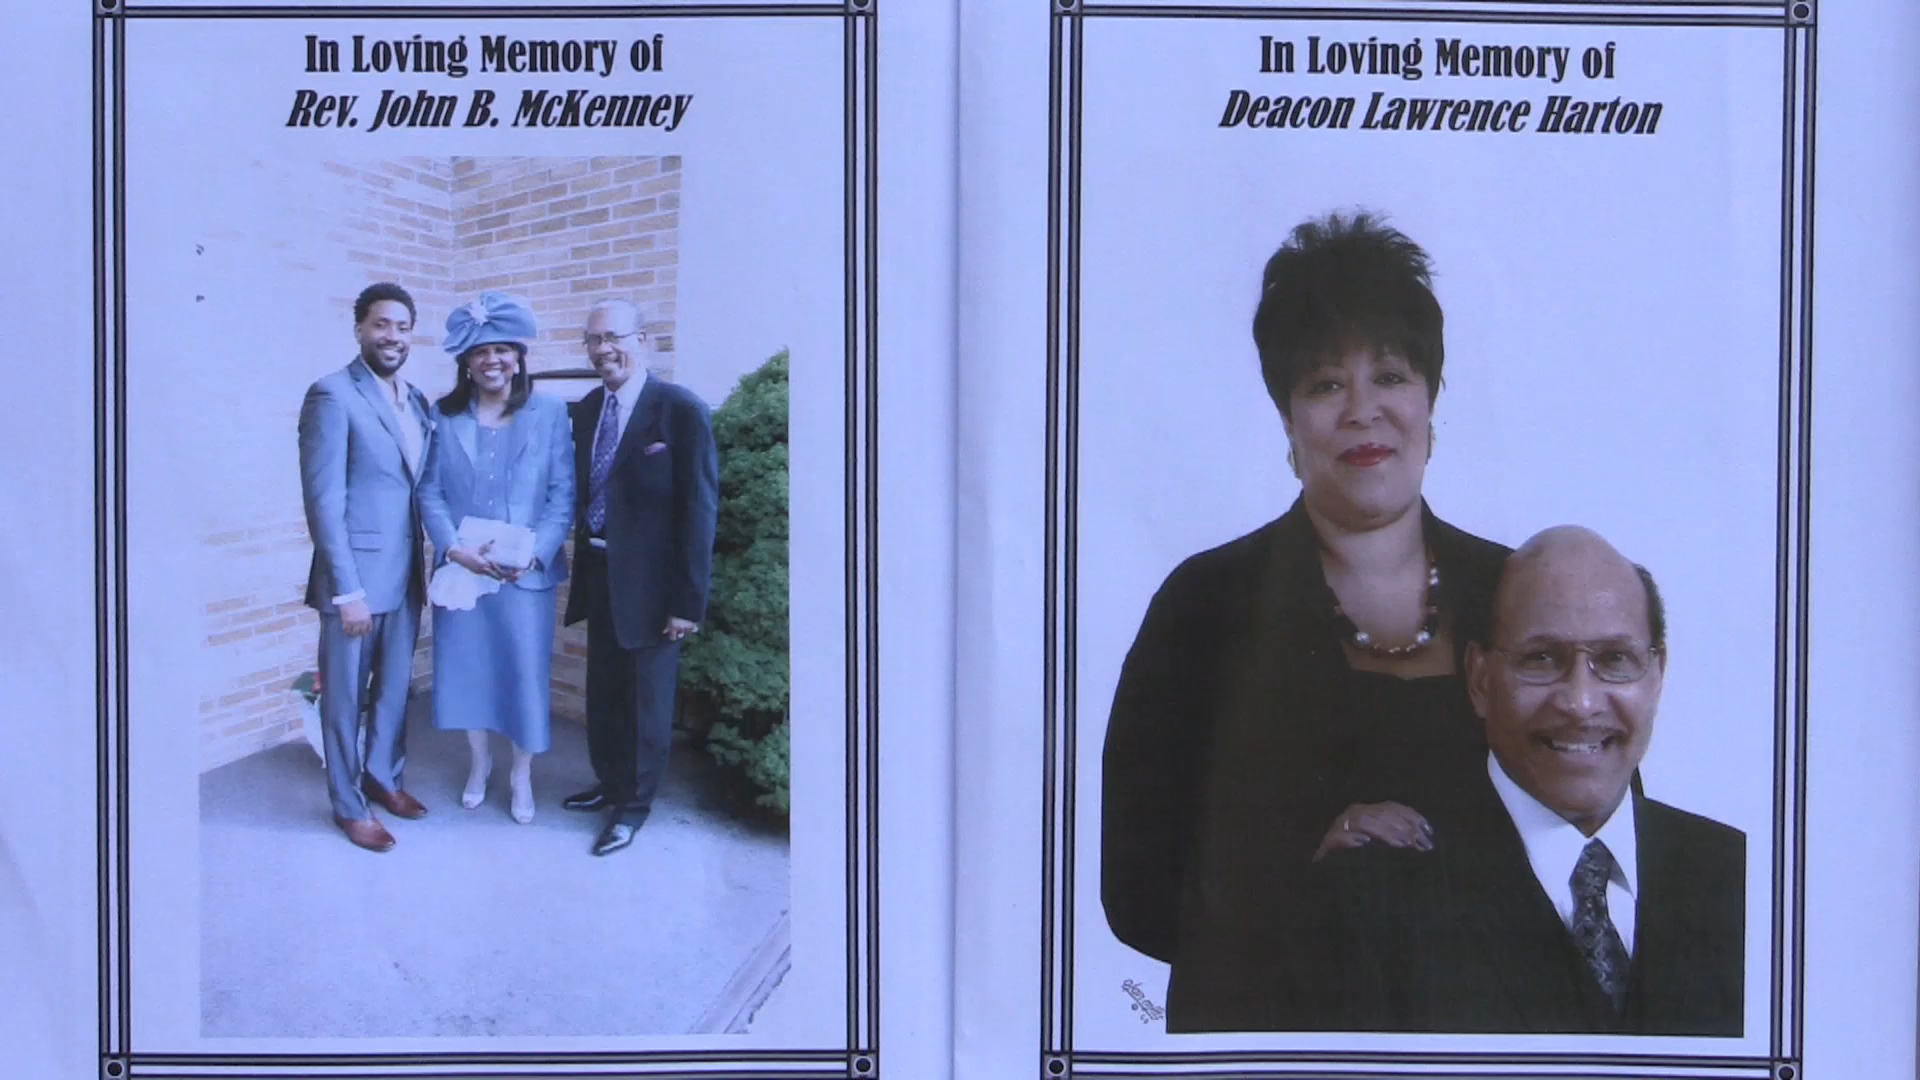 In Loving Memory of
Rev. John B. McKenney
In Loving Memory of
Deacon Lawrence Harton